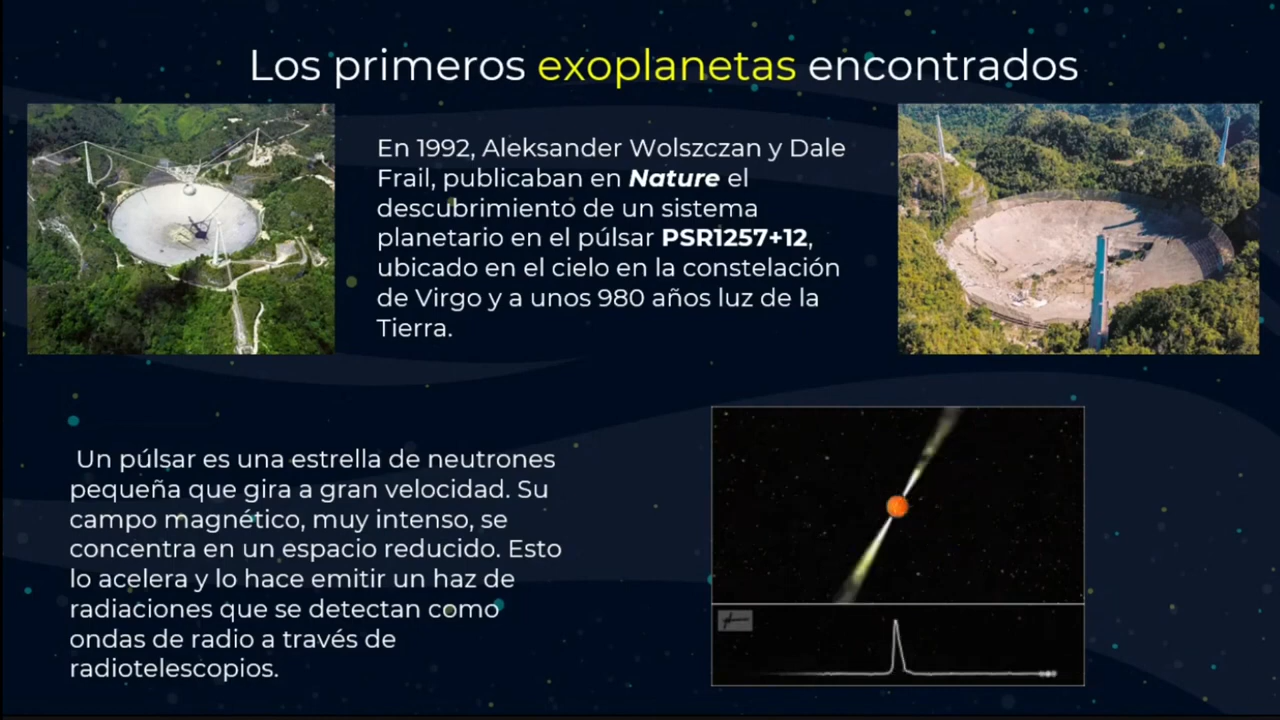 Los primeros exoplanetas encontrados
En 1992, Aleksander Wolszczan y Dale
Frail, publicaban en Nature el
descubrimiento de un sistema
planetario en el púlsar PSR1257+12,
ubicado en el cielo en la constelación
de Virgo y a unos 980 años luz de la
Tierra.
Un púlsar es una estrella de neutrones
pequeña que gira a gran velocidad. Su
campo magnético, muy intenso, se
concentra en un espacio reducido. Esto
lo acelera y lo hace emitir un haz de
radiaciones que se detectan como
ondas de radio a través de
radiotelescopios.